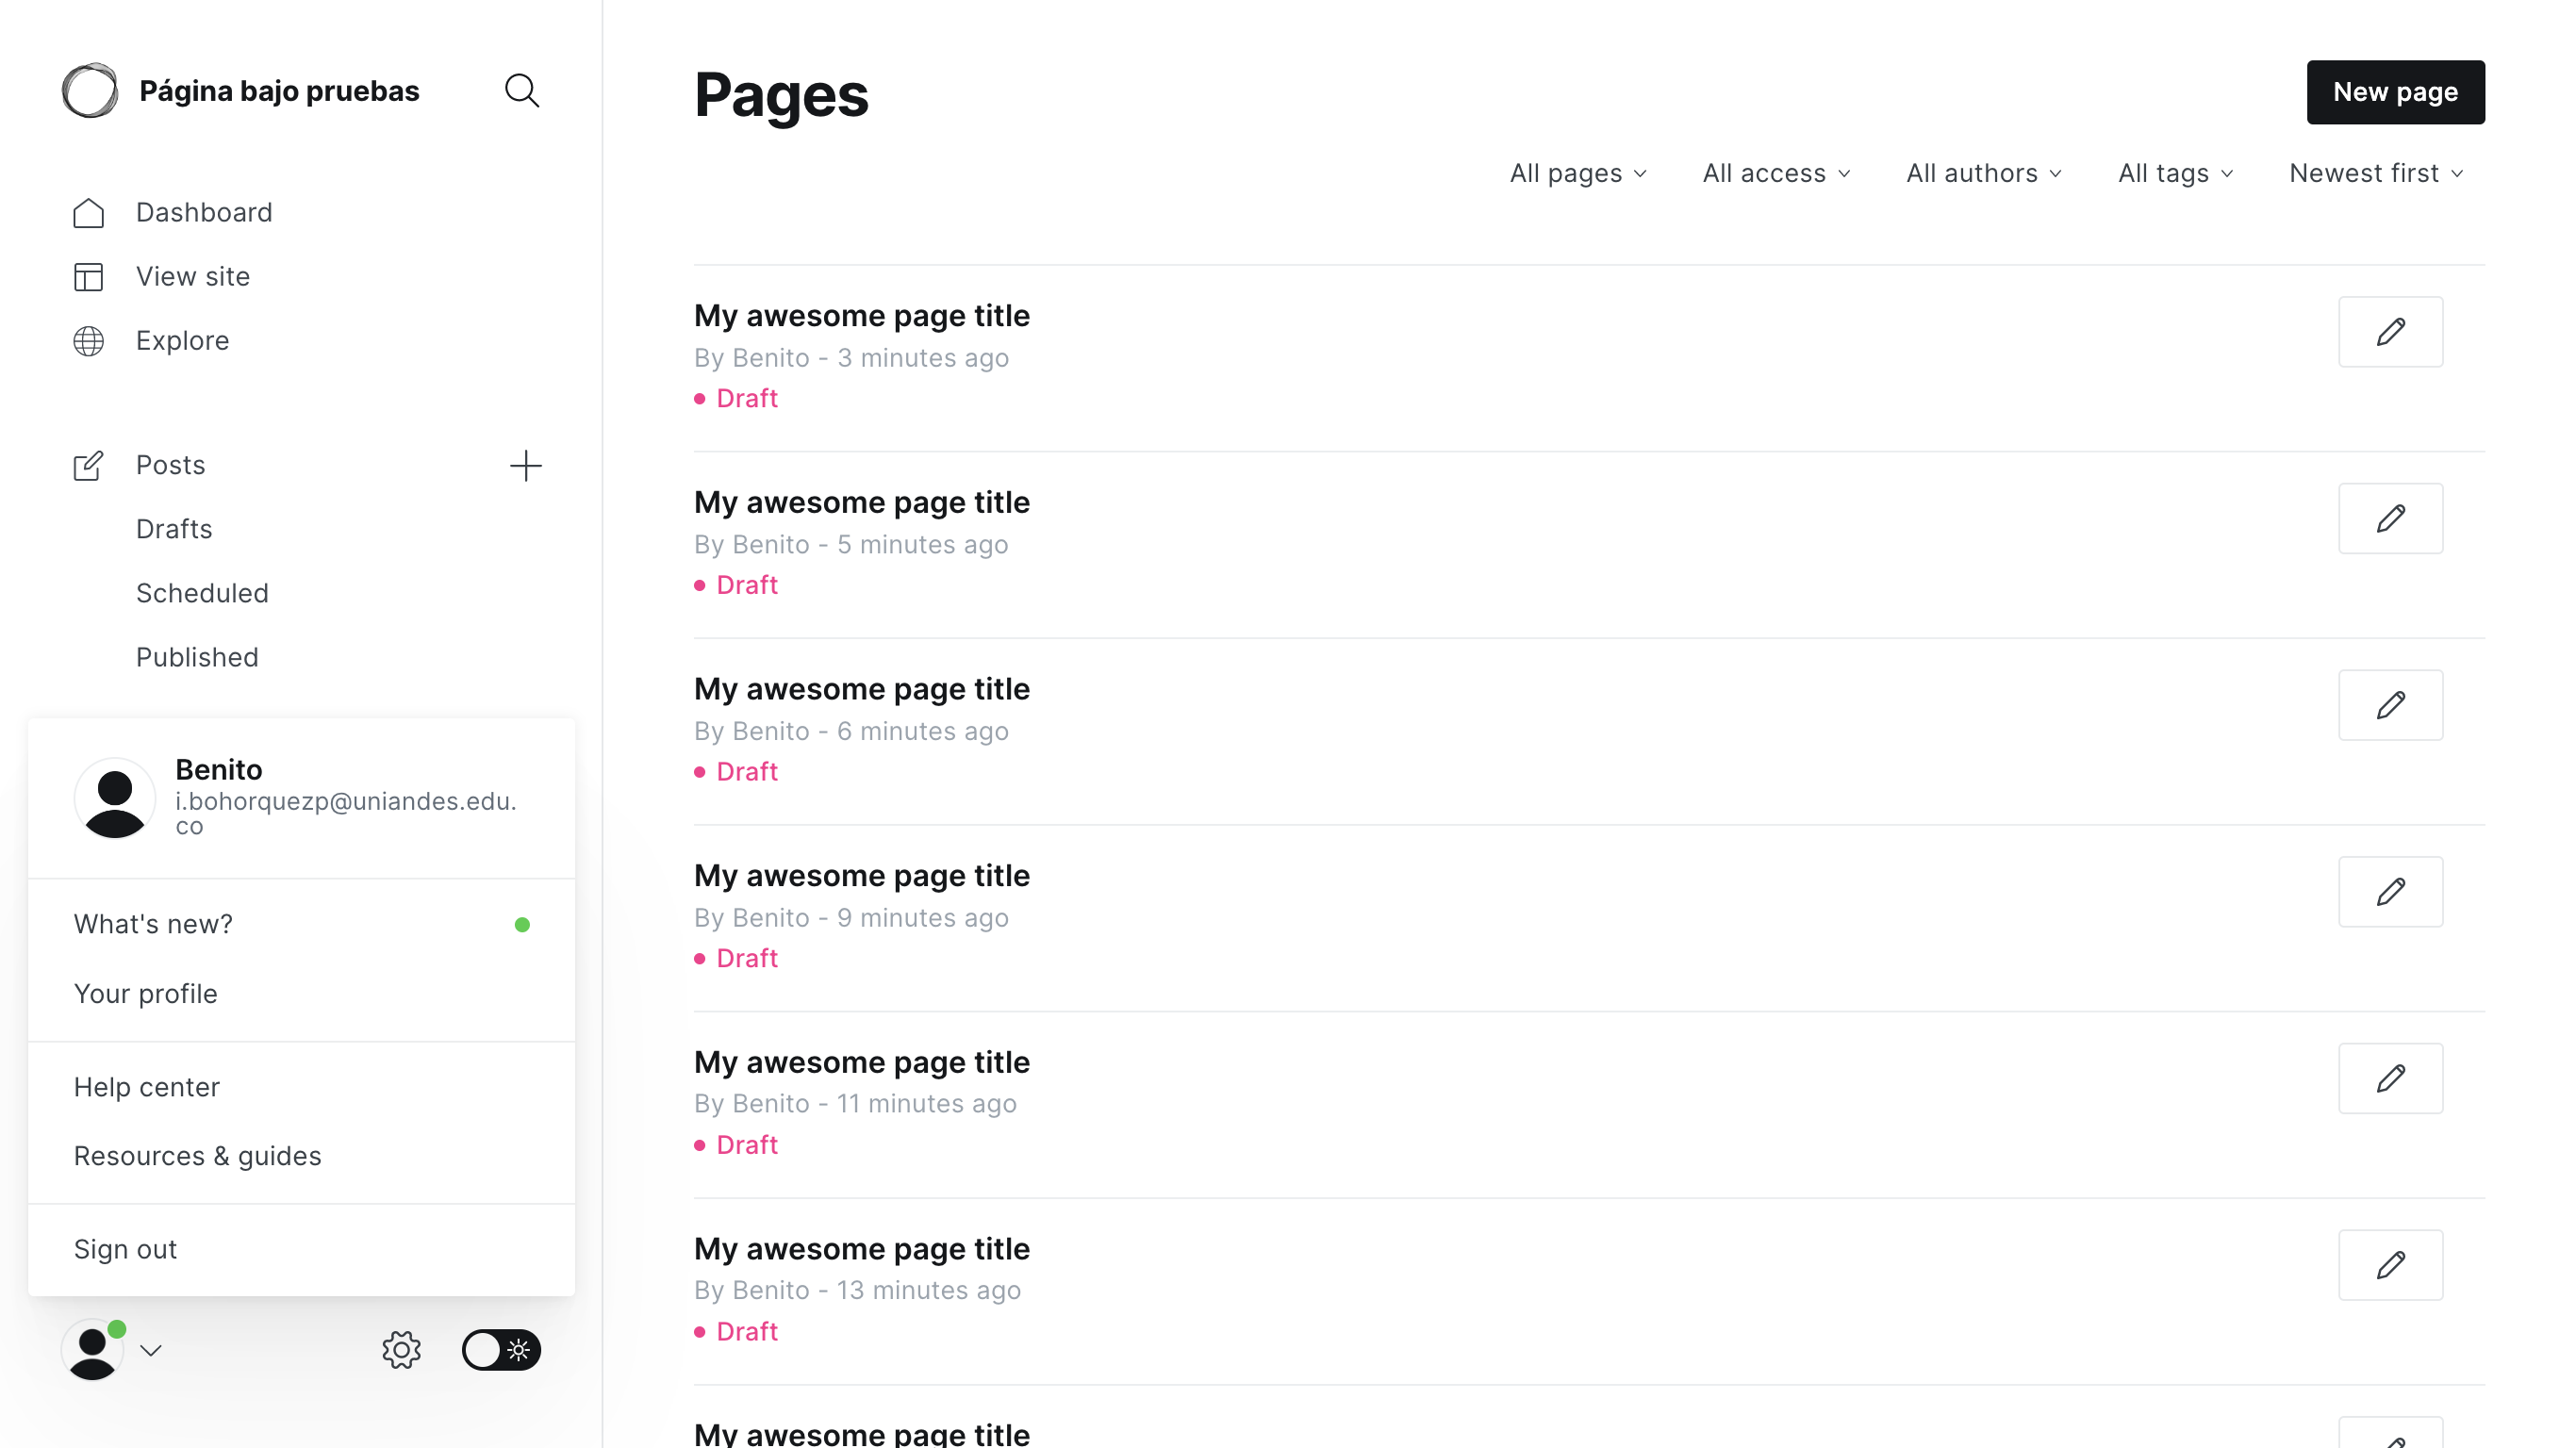 Página bajo pruebas
Dashboard
View site
Explore
Posts
Drafts
Scheduled
Published
Benito
i.bohorquezp@uniandes.edu.
co
What's new?
Your profile
Help center
Resources & guides
Sign out
Pages
New page
All pages
All access
All authors
All tags
Newest first
My awesome page title
By Benito - 3 minutes ago
Draft
My awesome page title
By Benito - 5 minutes ago
Draft
My awesome page title
By Benito - 6 minutes ago
Draft
My awesome page title
By Benito - 9 minutes ago
Draft
My awesome page title
By Benito - 11 minutes ago
Draft
My awesome page title
By Benito - 13 minutes ago
Draft
My awesome page title